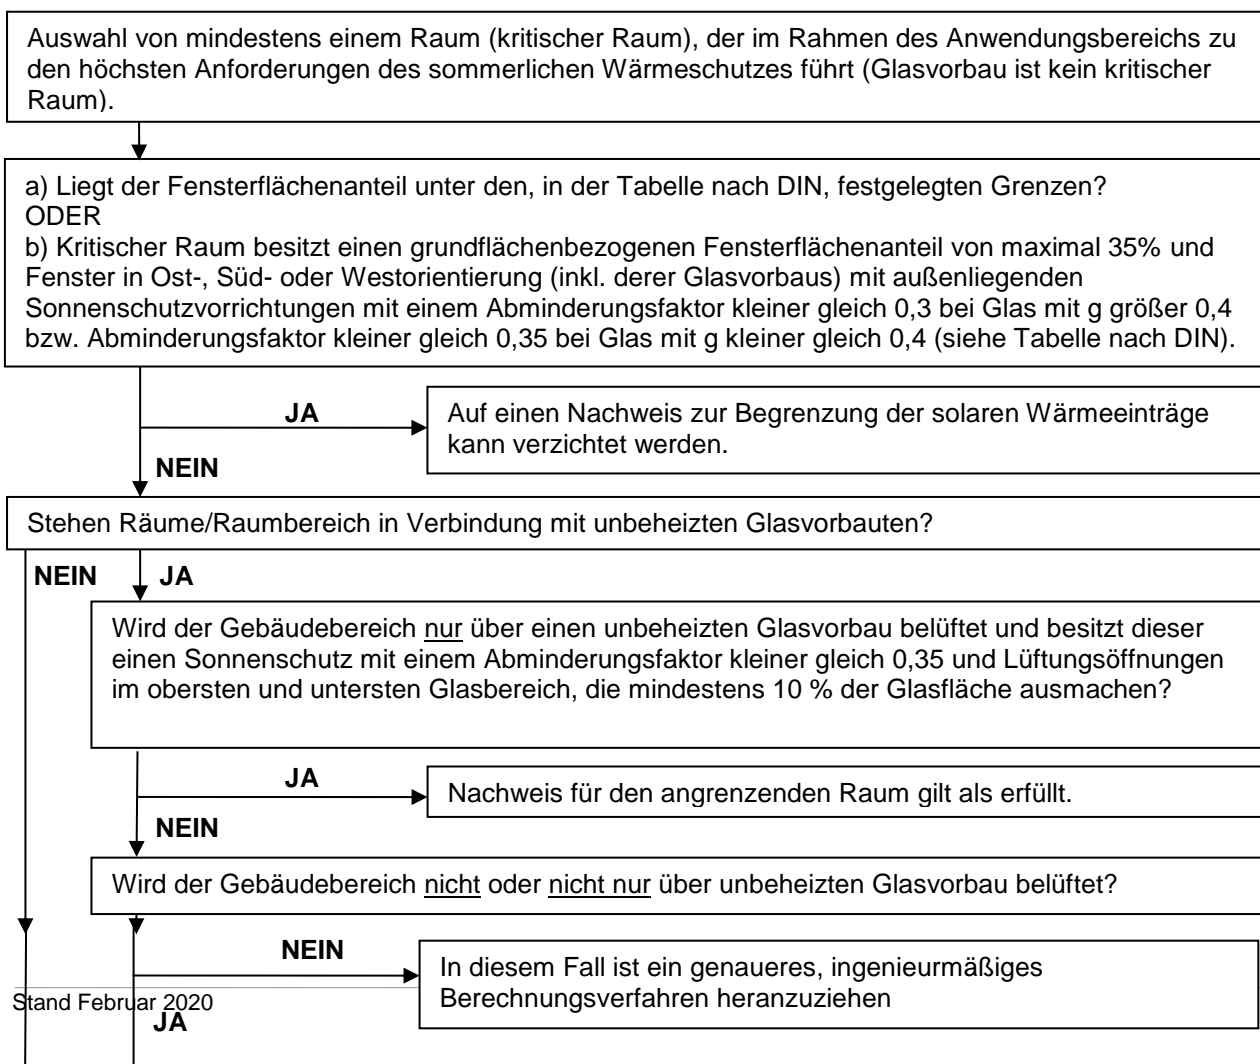 Auswahl von mindestens einem Raum (kritischer Raum), der im Rahmen des Anwendungsbereichs zu
den höchsten Anforderungen des sommerlichen Wärmeschutzes führt (Glasvorbau ist kein kritischer
Raum).
a) Liegt der Fensterflächenanteil unter den, in der Tabelle nach DIN, festgelegten Grenzen?
ODER
b) Kritischer Raum besitzt einen grundflächenbezogenen Fensterflächenanteil von maximal 35% und
Fenster in Ost-, Süd- oder Westorientierung (inkl. derer Glasvorbaus) mit außenliegenden
Sonnenschutzvorrichtungen mit einem Abminderungsfaktor kleiner gleich 0,3 bei Glas mit g größer 0,4
bzw. Abminderungsfaktor kleiner gleich 0,35 bei Glas mit g kleiner gleich 0,4 (siehe Tabelle nach DIN).
JA
Auf einen Nachweis zur Begrenzung der solaren Wärmeeinträge
kann verzichtet werden.
NEIN
Stehen Räume/Raumbereich in Verbindung mit unbeheizten Glasvorbauten?
NEIN JA
Wird der Gebäudebereich nur über einen unbeheizten Glasvorbau belüftet und besitzt dieser
einen Sonnenschutz mit einem Abminderungsfaktor kleiner gleich 0,35 und Lüftungsöffnungen
im obersten und untersten Glasbereich, die mindestens 10 % der Glasfläche ausmachen?
JA
Nachweis für den angrenzenden Raum gilt als erfüllt.
NEIN
Wird der Gebäudebereich nicht oder nicht nur über unbeheizten Glasvorbau belüftet?
NEIN
In diesem Fall ist ein genaueres, ingenieurmäßiges
Berechnungsverfahren heranzuziehen
Stand Februar 2020
JA